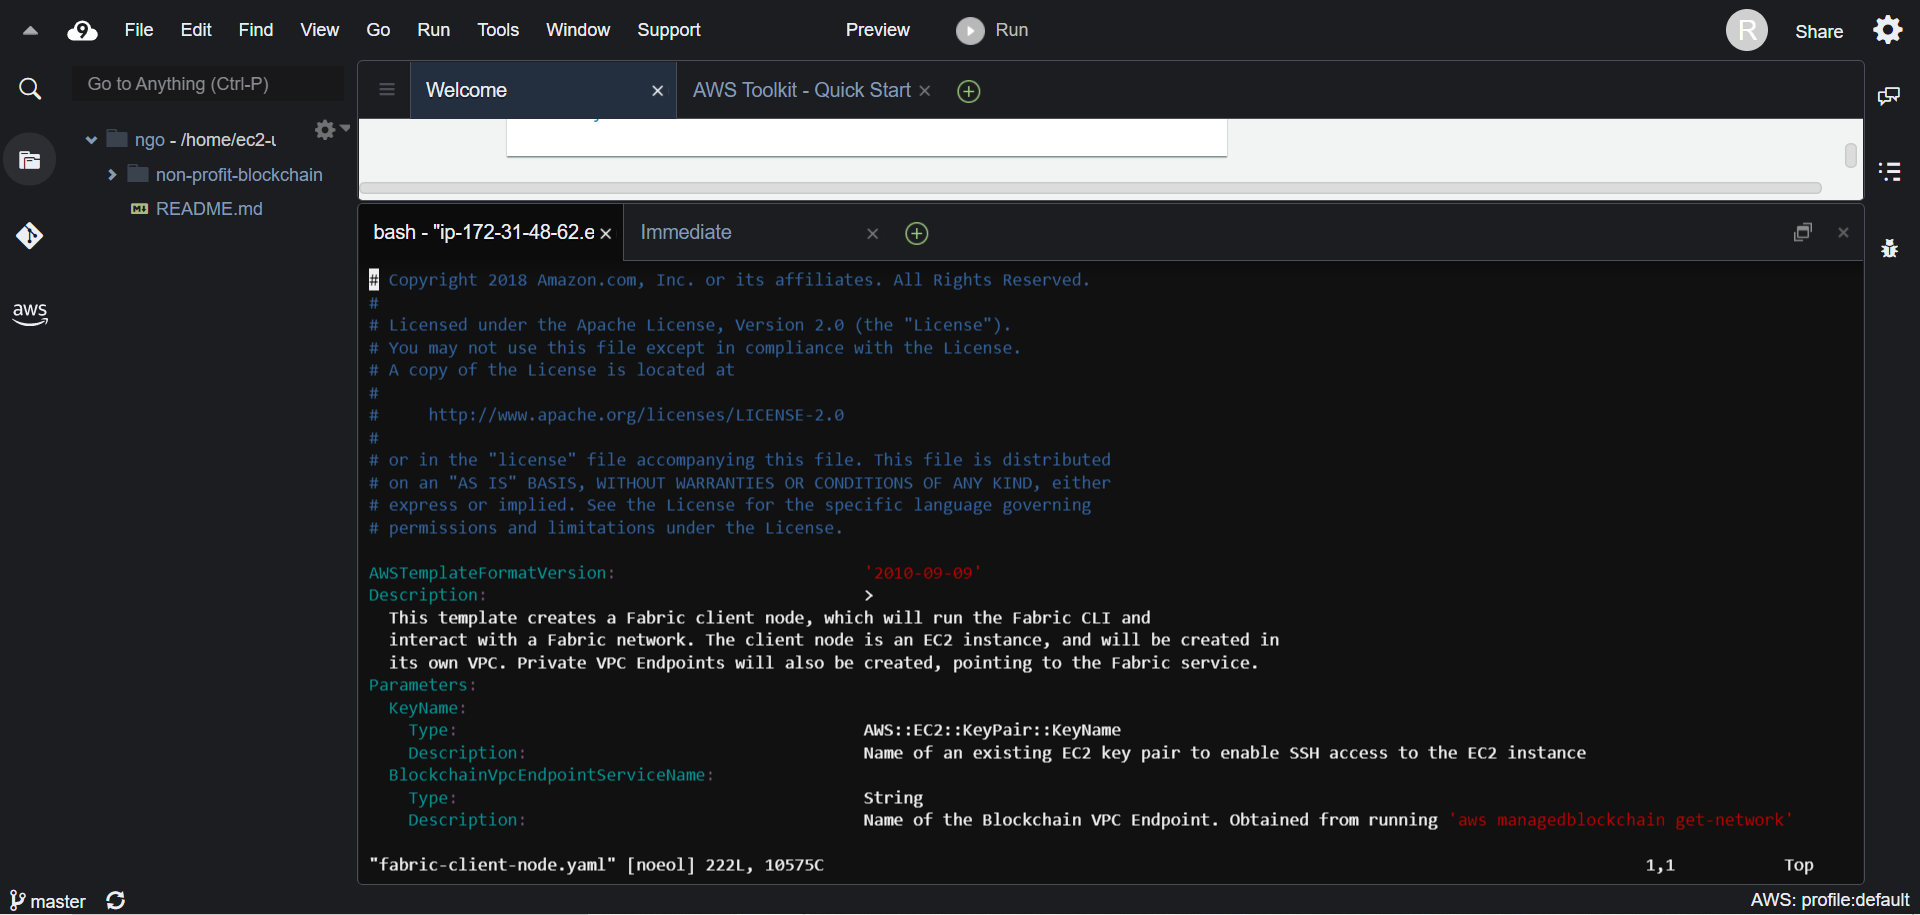 File Edit Find View Go Run Tools Window Support Preview Run R Share
Go to Anything (Ctrl-P)
Welcome AWS Toolkit - Quick Start
ngo - /home/ec2-u
non-profit-blockchain
README.md
aws
bash - "ip-172-31-48-62.e Immediate
# Copyright 2018 Amazon.com, Inc. or its affiliates. All Rights Reserved.
#
# Licensed under the Apache License, Version 2.0 (the "License").
# You may not use this file except in compliance with the License.
# A copy of the License is located at
#
#     http://www.apache.org/licenses/LICENSE-2.0
#
# or in the "license" file accompanying this file. This file is distributed
# on an "AS IS" BASIS, WITHOUT WARRANTIES OR CONDITIONS OF ANY KIND, either
# express or implied. See the License for the specific language governing
# permissions and limitations under the License.
AWSTemplateFormatVersion: '2010-09-09'
Description: >
This template creates a Fabric client node, which will run the Fabric CLI and
interact with a Fabric network. The client node is an EC2 instance, and will be created in
its own VPC. Private VPC Endpoints will also be created, pointing to the Fabric service.
Parameters:
KeyName:
Type: AWS::EC2::KeyPair::KeyName
Description: Name of an existing EC2 key pair to enable SSH access to the EC2 instance
BlockchainVpcEndpointServiceName:
Type: String
Description: Name of the Blockchain VPC Endpoint. Obtained from running 'aws managedblockchain get-network'
"fabric-client-node.yaml" [noeol] 222L, 10575C 1,1 Top
master AWS: profile:default